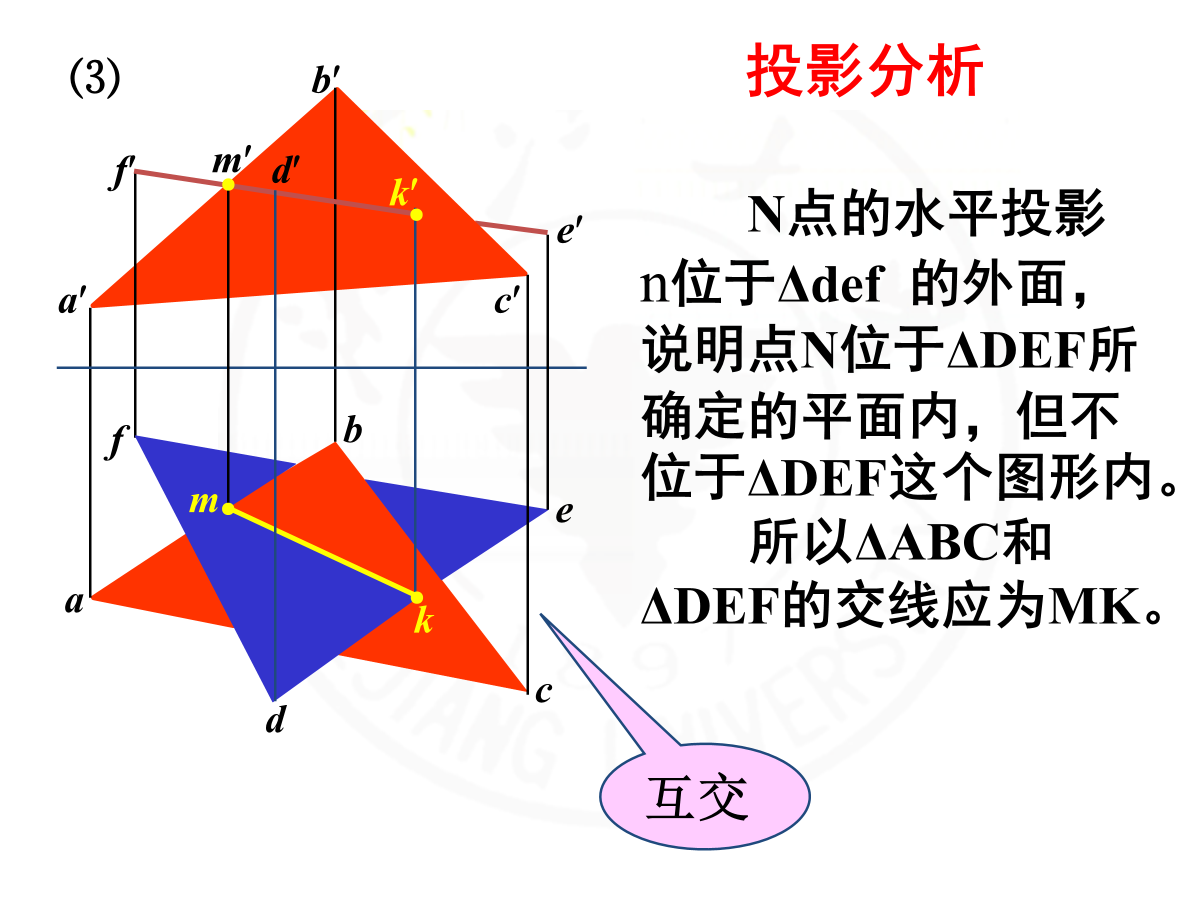 (3)
投影分析
b′
f′
m′
d′
k′
e′
a′
c′
N点的水平投影
n位于Δdef 的外面，
说明点N位于ΔDEF所
确定的平面内，但不
位于ΔDEF这个图形内。
所以ΔABC和
ΔDEF的交线应为MK。
f
b
m
e
a
k
c
d
互交
1897
JIANG UNIVERSITY